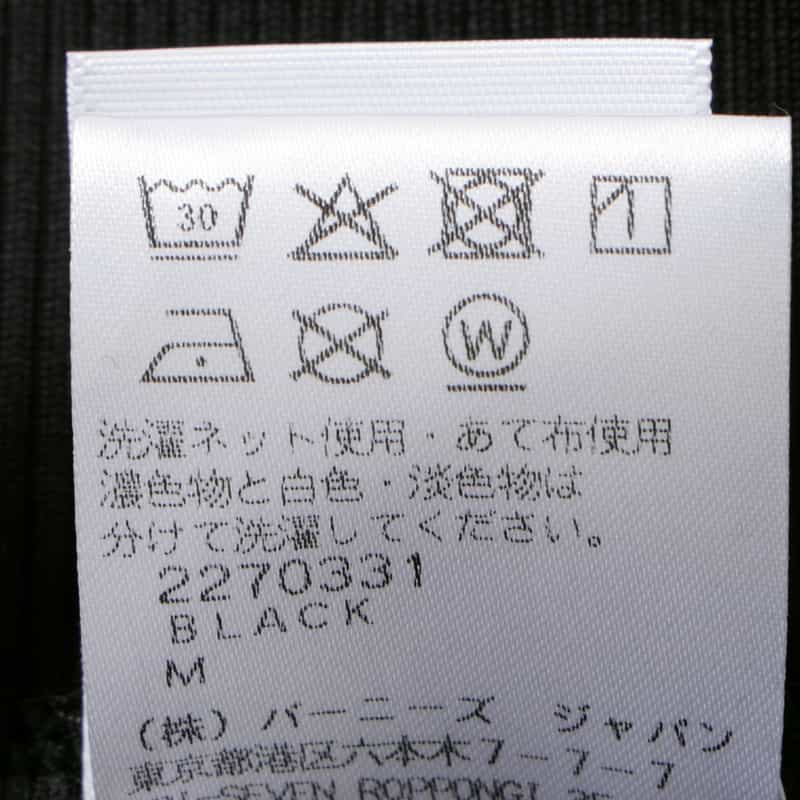 30
W
洗濯ネット使用・あて布使用
濃色物と白色・淡色物は
分けて洗濯してください。
2270331
BLACK
M
(株) バーニーズ ジャパン
東京都港区六本木7-7-7
SEVEN ROPPONGI